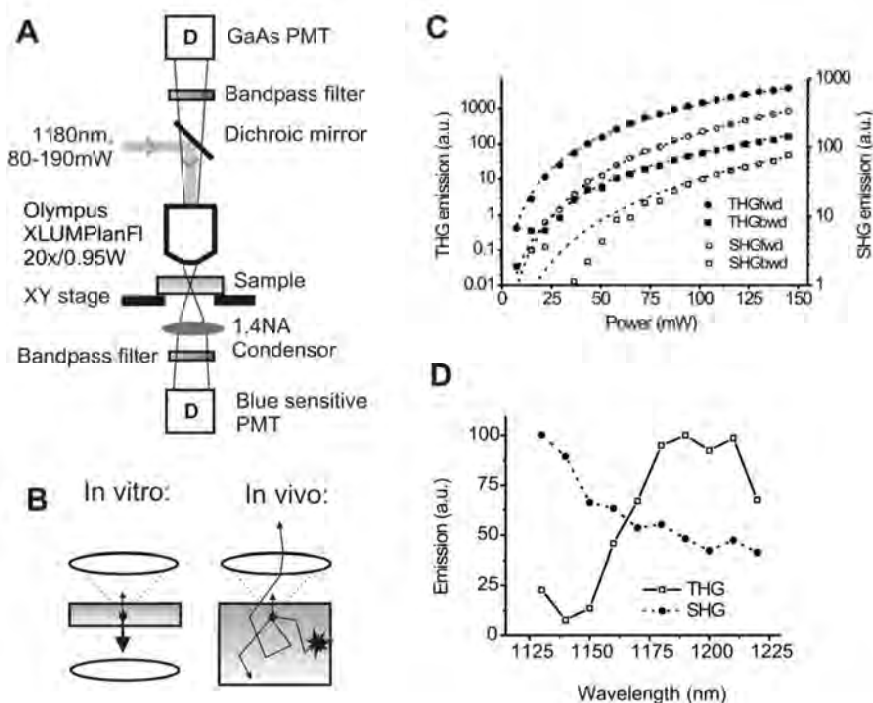 A
D
GaAs PMT
Bandpass filter
Dichroic mirror
1180nm,
80-190mW
Olympus
XLUMPlanFl
20x/0.95W
Sample
XY stage
1.4NA
Condensor
Bandpass filter
D
Blue sensitive
PMT
B
In vitro:
In vivo:
C
THG emission (a.u.)
1000
100
10
1
0.1
0.01
1000
100
10
1
SHG emission (a.u.)
THGfwd
THGbwd
SHGfwd
SHGbwd
0
25
50
75
100
125
150
Power (mW)
D
Emission (a.u.)
100
75
50
25
0
THG
SHG
1125
1150
1175
1200
1225
Wavelength (nm)